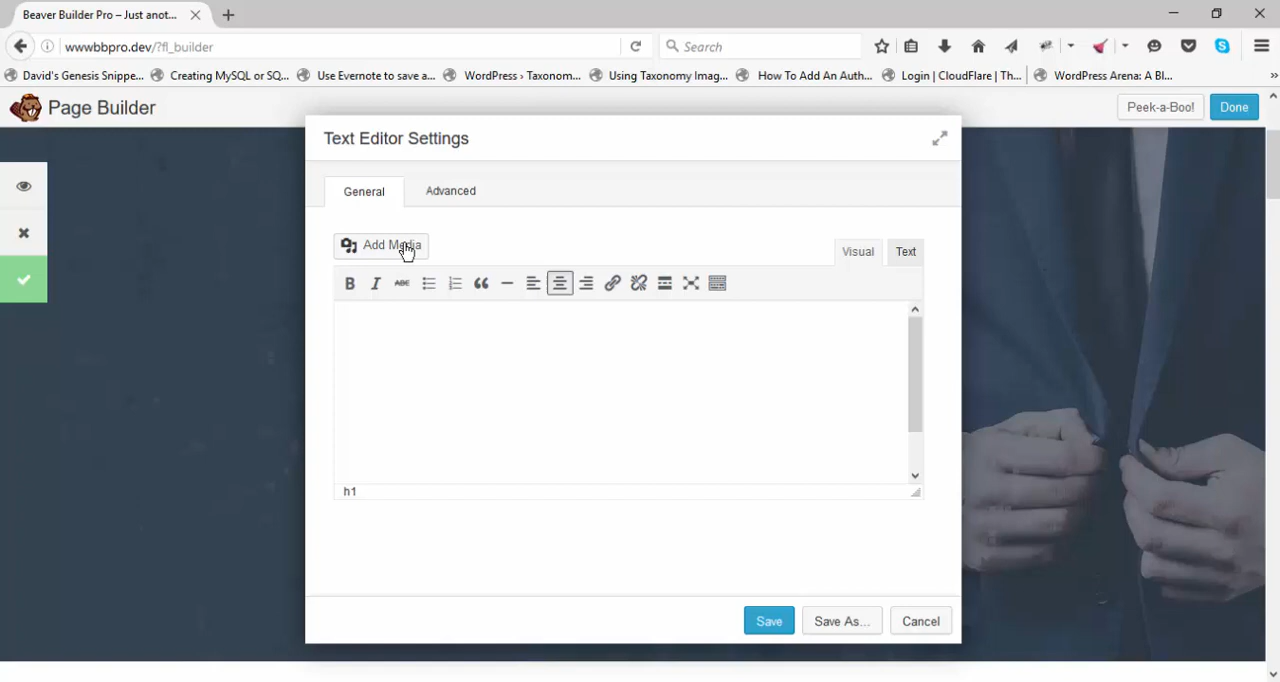 Beaver Builder Pro – Just anot...
wwwbbpro.dev/?fl_builder
Search
David's Genesis Snippe...
Creating MySQL or SQ...
Use Evernote to save a...
WordPress › Taxonom...
Using Taxonomy Imag...
How To Add An Auth...
Login | CloudFlare | Th...
WordPress Arena: A Bl...
Page Builder
Peek-a-Boo!
Done
Text Editor Settings
General
Advanced
Add Media
Visual
Text
B
I
ABC
h1
Save
Save As...
Cancel